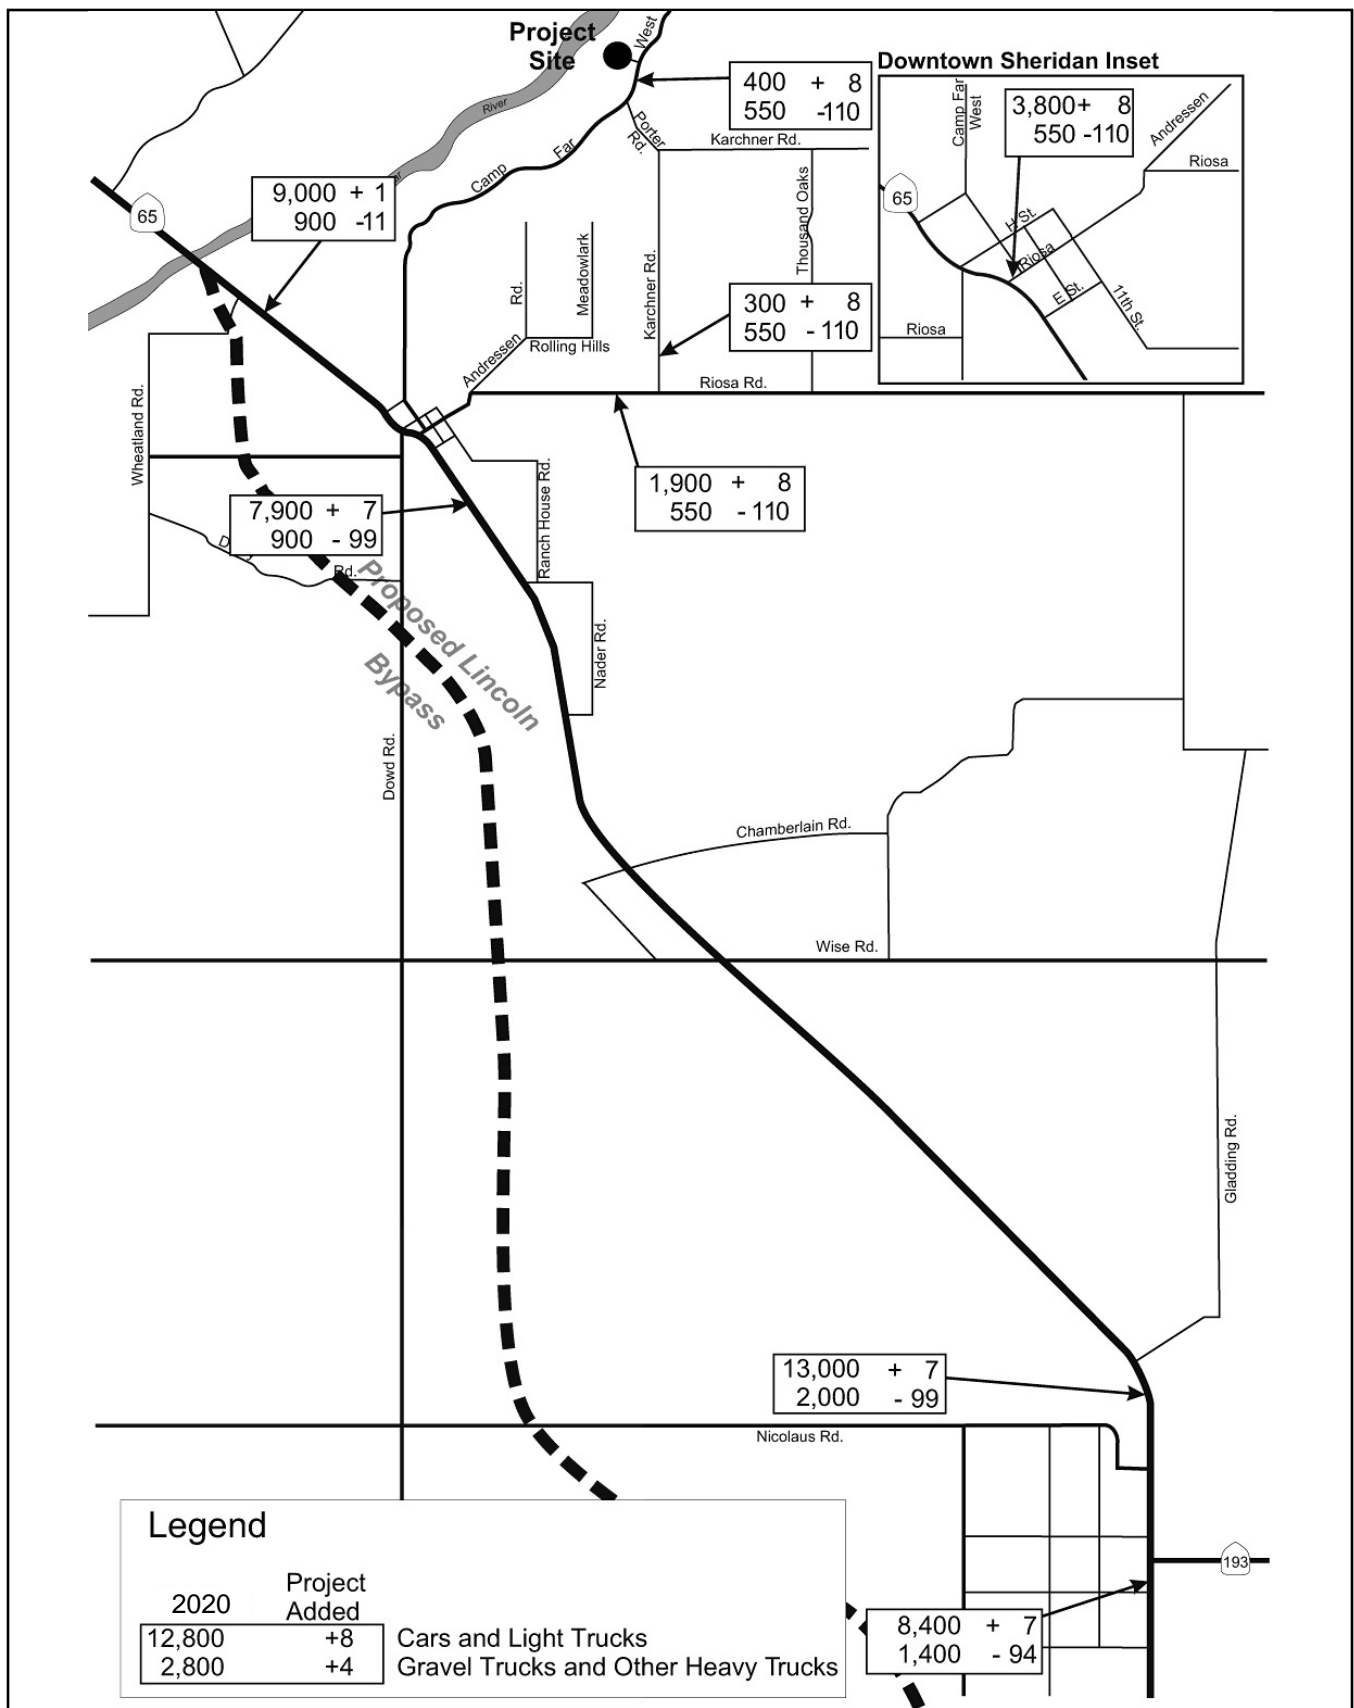 Project
Site
West
400 + 8
550 -110
Downtown Sheridan Inset
Camp Far
West
3,800+ 8
550 -110
Andressen
Riosa
65
H St.
Riosa
E St.
11th St.
Riosa
River
Porter
Rd.
Karchner Rd.
Far
Camp
9,000 + 1
900 -11
65
Thousand Oaks
Meadowlark
Rd.
Karchner Rd.
300 + 8
550 - 110
Andressen
Rolling Hills
Riosa Rd.
Wheatland Rd.
1,900 + 8
550 - 110
7,900 + 7
900 - 99
Ranch House Rd.
D
Rd.
Proposed Lincoln
Bypass
Nader Rd.
Dowd Rd.
Chamberlain Rd.
Wise Rd.
Gladding Rd.
13,000 + 7
2,000 - 99
Nicolaus Rd.
193
8,400 + 7
1,400 - 94
Legend
2020 Project Added
12,800 +8 Cars and Light Trucks
2,800 +4 Gravel Trucks and Other Heavy Trucks